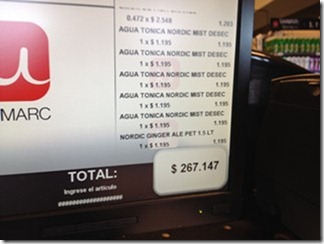 0.472 x $ 2.548 1.203
AGUA TONICA NORDIC MIST DESEC
1 x $ 1.195 1.195
AGUA TONICA NORDIC MIST DESEC
1 x $ 1.195 1.195
AGUA TONICA NORDIC MIST DESEC
1 x $ 1.195 1.195
AGUA TONICA NORDIC MIST DESEC
1 x $ 1.195 1.195
AGUA TONICA NORDIC MIST DESEC
1 x $ 1.195 1.195
NORDIC GINGER ALE PET 1.5 LT
1 x $ 1.195 1.195
MARC
TOTAL: $ 267.147
Ingrese el artículo
####################